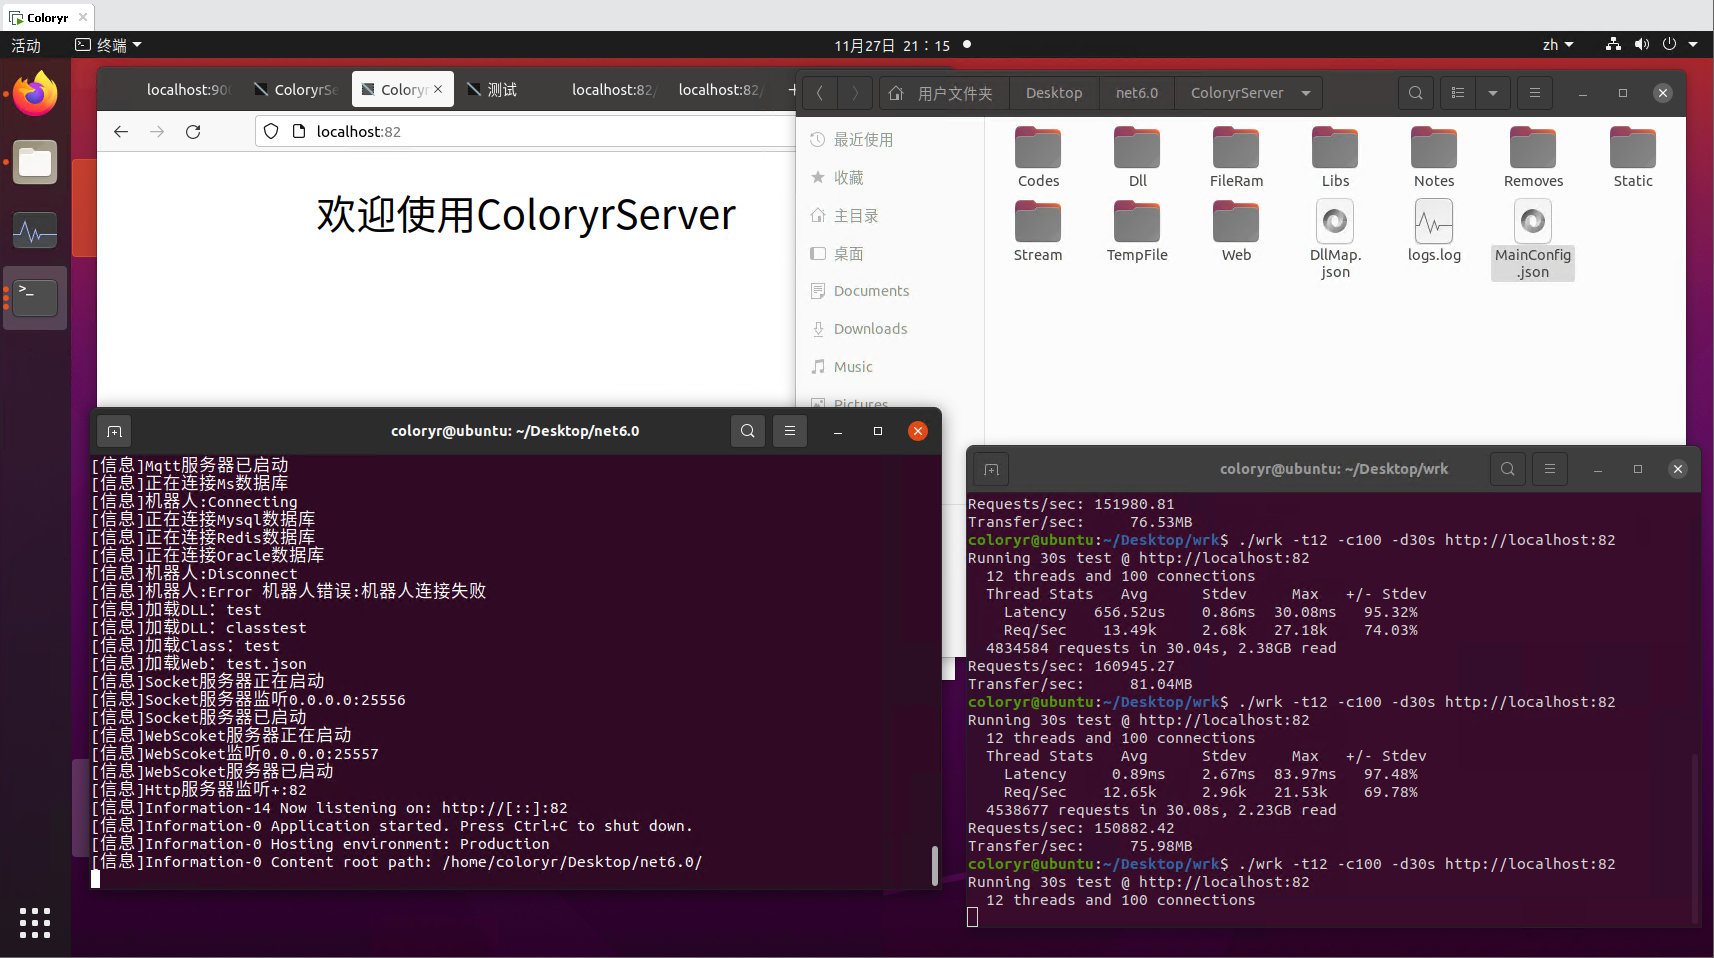 Coloryr
活动
终端
11月27日 21：15
zh
localhost:90
ColoryrSe
Coloryr
测试
localhost:82/
localhost:82/
localhost:82
欢迎使用ColoryrServer
用户文件夹
Desktop
net6.0
ColoryrServer
最近使用
收藏
主目录
桌面
Documents
Downloads
Music
Pictures
Codes
Dll
FileRam
Libs
Notes
Removes
Static
Stream
TempFile
Web
DllMap.
json
logs.log
MainConfig
.json
coloryr@ubuntu: ~/Desktop/net6.0
[信息]Mqtt服务器已启动
[信息]正在连接Ms数据库
[信息]机器人:Connecting
[信息]正在连接Mysql数据库
[信息]正在连接Redis数据库
[信息]正在连接Oracle数据库
[信息]机器人:Disconnect
[信息]机器人:Error 机器人错误:机器人连接失败
[信息]加载DLL：test
[信息]加载DLL：classtest
[信息]加载Class：test
[信息]加载Web：test.json
[信息]Socket服务器正在启动
[信息]Socket服务器监听0.0.0.0:25556
[信息]Socket服务器已启动
[信息]WebScoket服务器正在启动
[信息]WebScoket监听0.0.0.0:25557
[信息]WebScoket服务器已启动
[信息]Http服务器监听+:82
[信息]Information-14 Now listening on: http://[::]:82
[信息]Information-0 Application started. Press Ctrl+C to shut down.
[信息]Information-0 Hosting environment: Production
[信息]Information-0 Content root path: /home/coloryr/Desktop/net6.0/
coloryr@ubuntu: ~/Desktop/wrk
Requests/sec: 151980.81
Transfer/sec:     76.53MB
coloryr@ubuntu:~/Desktop/wrk$ ./wrk -t12 -c100 -d30s http://localhost:82
Running 30s test @ http://localhost:82
  12 threads and 100 connections
  Thread Stats   Avg      Stdev     Max   +/- Stdev
    Latency   656.52us    0.86ms  30.08ms   95.32%
    Req/Sec    13.49k     2.68k   27.18k    74.03%
  4834584 requests in 30.04s, 2.38GB read
Requests/sec: 160945.27
Transfer/sec:     81.04MB
coloryr@ubuntu:~/Desktop/wrk$ ./wrk -t12 -c100 -d30s http://localhost:82
Running 30s test @ http://localhost:82
  12 threads and 100 connections
  Thread Stats   Avg      Stdev     Max   +/- Stdev
    Latency     0.89ms    2.67ms  83.97ms   97.48%
    Req/Sec    12.65k     2.96k   21.53k    69.78%
  4538677 requests in 30.08s, 2.23GB read
Requests/sec: 150882.42
Transfer/sec:     75.98MB
coloryr@ubuntu:~/Desktop/wrk$ ./wrk -t12 -c100 -d30s http://localhost:82
Running 30s test @ http://localhost:82
  12 threads and 100 connections